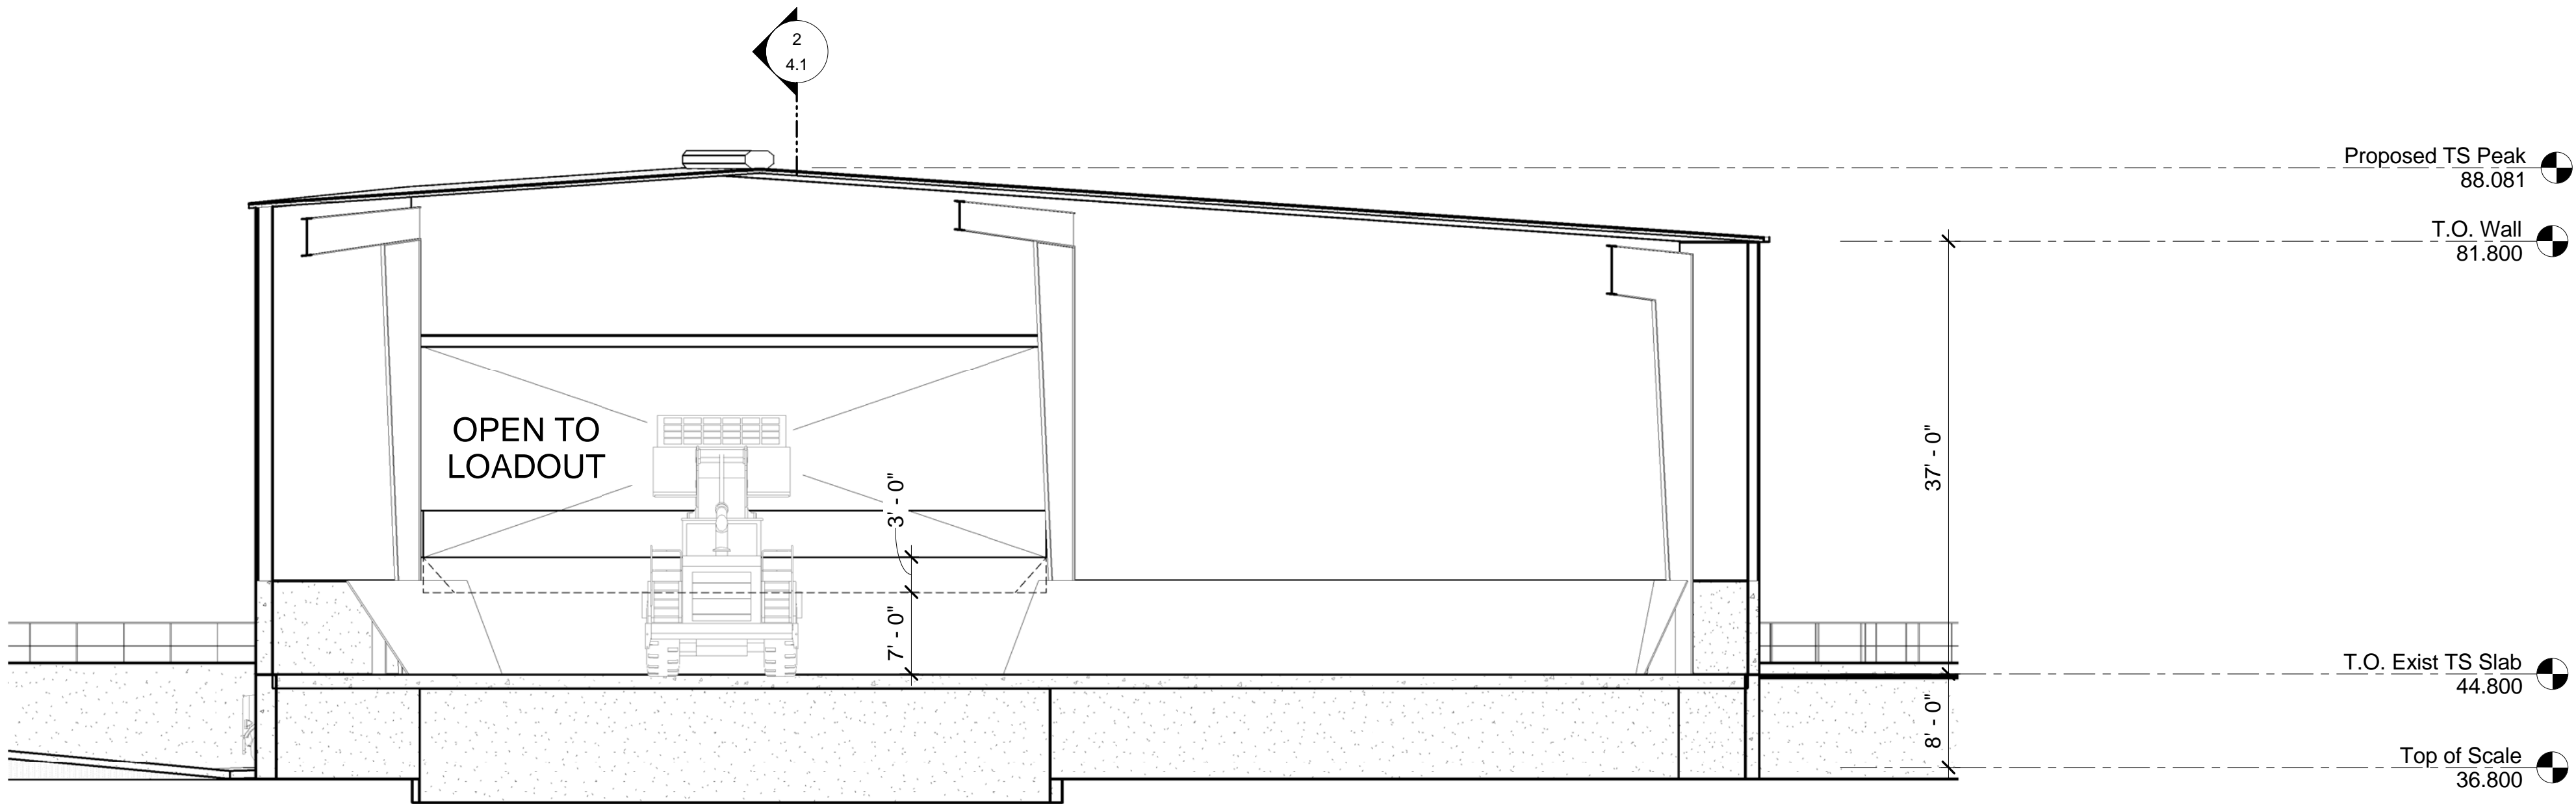 2
4.1
Proposed TS Peak
88.081
T.O. Wall
81.800
OPEN TO
LOADOUT
3' - 0"
37' - 0"
7' - 0"
T.O. Exist TS Slab
44.800
8' - 0"
Top of Scale
36.800